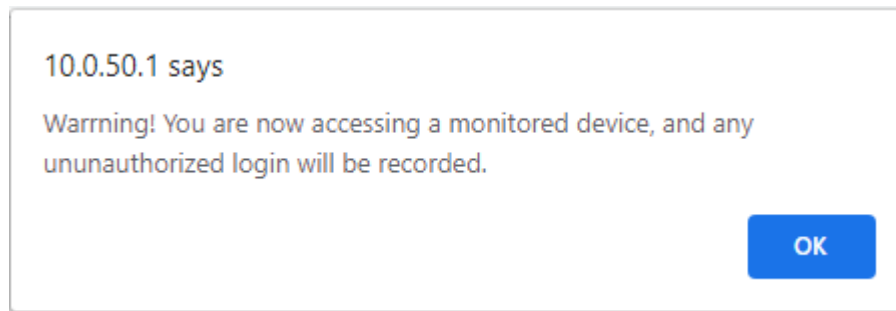 10.0.50.1 says
Warrning! You are now accessing a monitored device, and any
ununauthorized login will be recorded.
OK